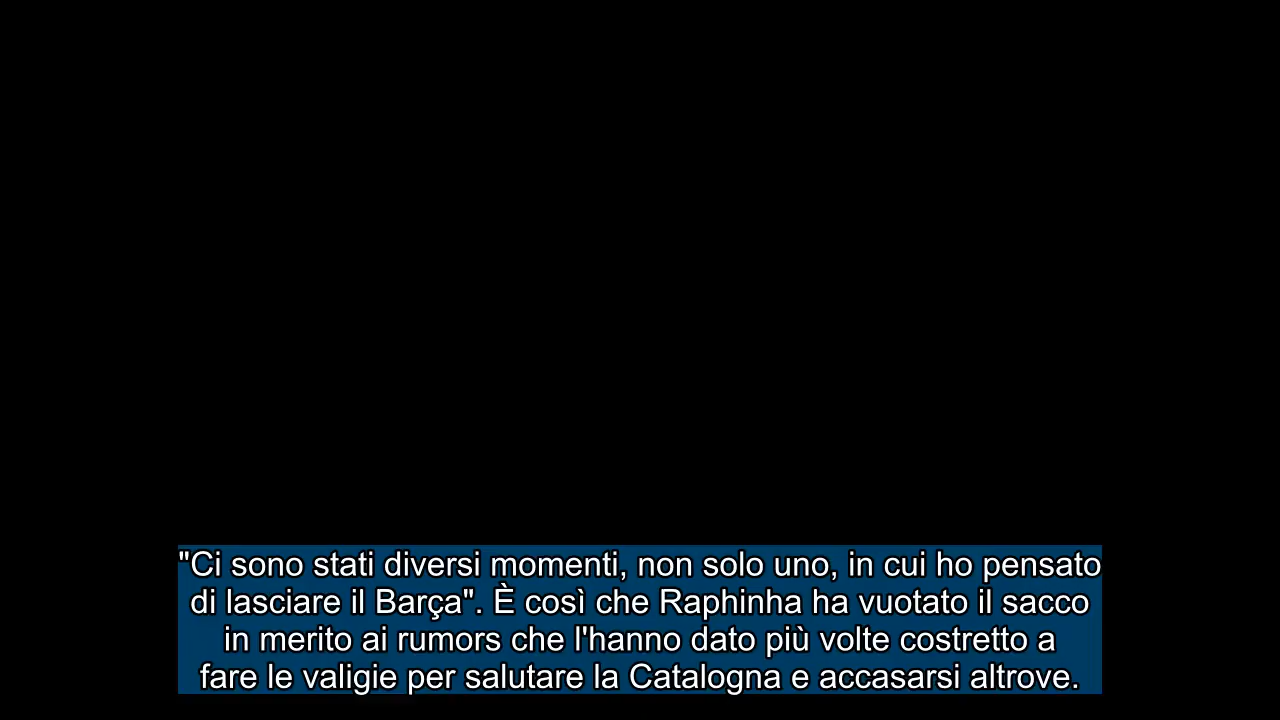 "Ci sono stati diversi momenti, non solo uno, in cui ho pensato
di lasciare il Barça". È così che Raphinha ha vuotato il sacco
in merito ai rumors che l'hanno dato più volte costretto a
fare le valigie per salutare la Catalogna e accasarsi altrove.